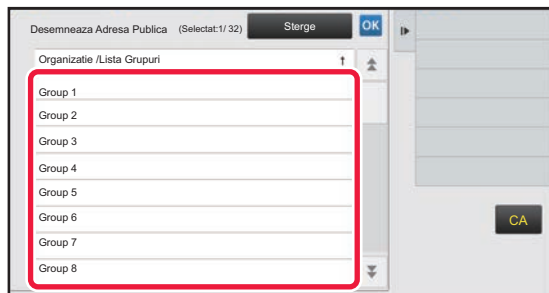 Desemneaza Adresa Publica (Selectat:1/ 32) Sterge OK
Organizatie /Lista Grupuri
Group 1
Group 2
Group 3
Group 4
Group 5
Group 6
Group 7
Group 8
CA